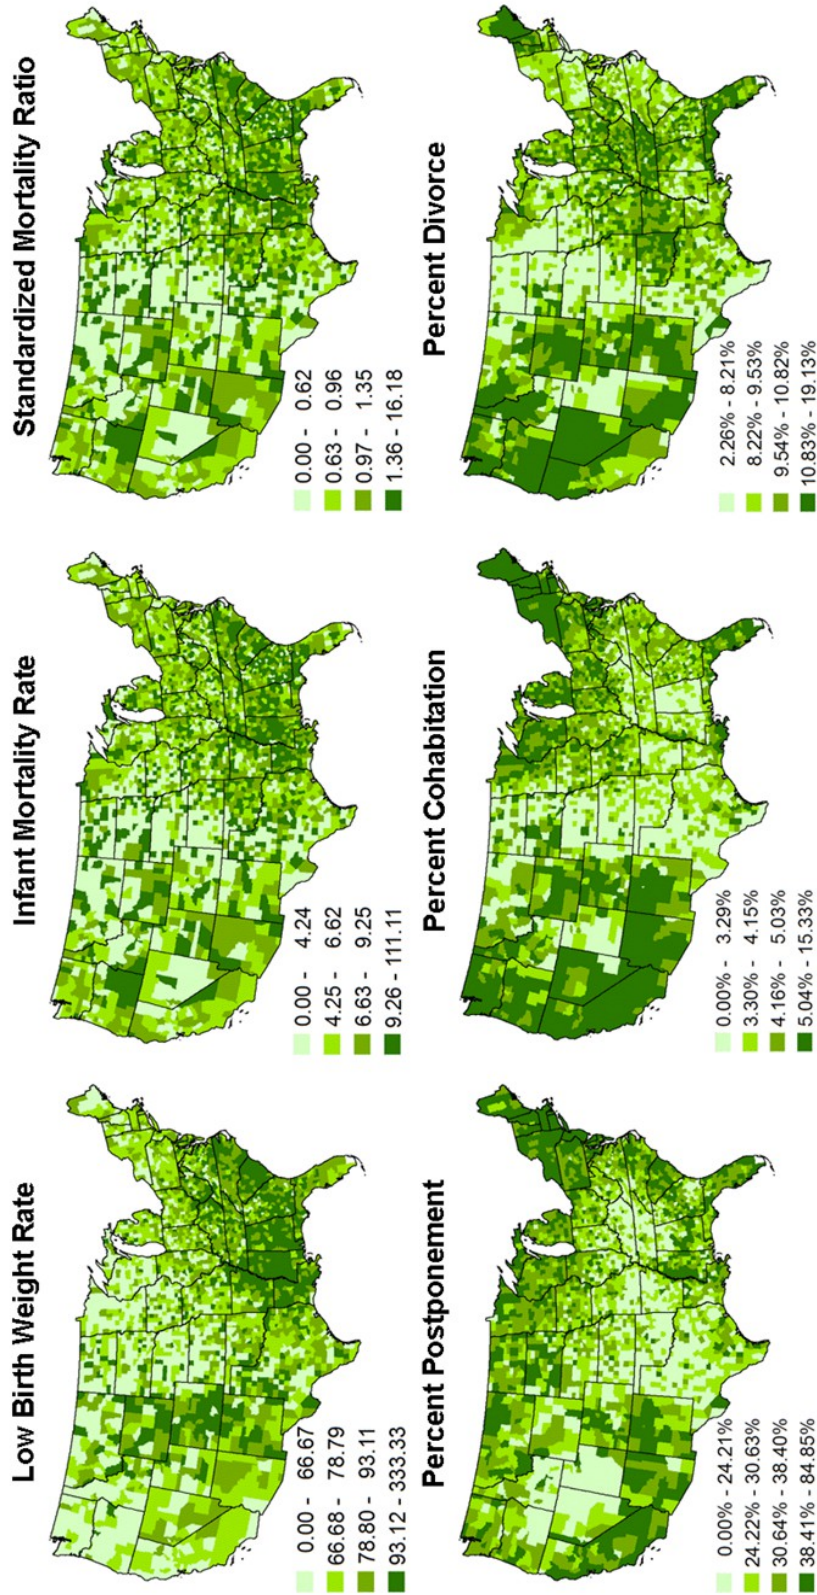 Low Birth Weight Rate
0.00 - 66.67
66.68 - 78.79
78.80 - 93.11
93.12 - 333.33
Infant Mortality Rate
0.00 - 4.24
4.25 - 6.62
6.63 - 9.25
9.26 - 111.11
Standardized Mortality Ratio
0.00 - 0.62
0.63 - 0.96
0.97 - 1.35
1.36 - 16.18
Percent Postponement
0.00% - 24.21%
24.22% - 30.63%
30.64% - 38.40%
38.41% - 84.85%
Percent Cohabitation
0.00% - 3.29%
3.30% - 4.15%
4.16% - 5.03%
5.04% - 15.33%
Percent Divorce
2.26% - 8.21%
8.22% - 9.53%
9.54% - 10.82%
10.83% - 19.13%